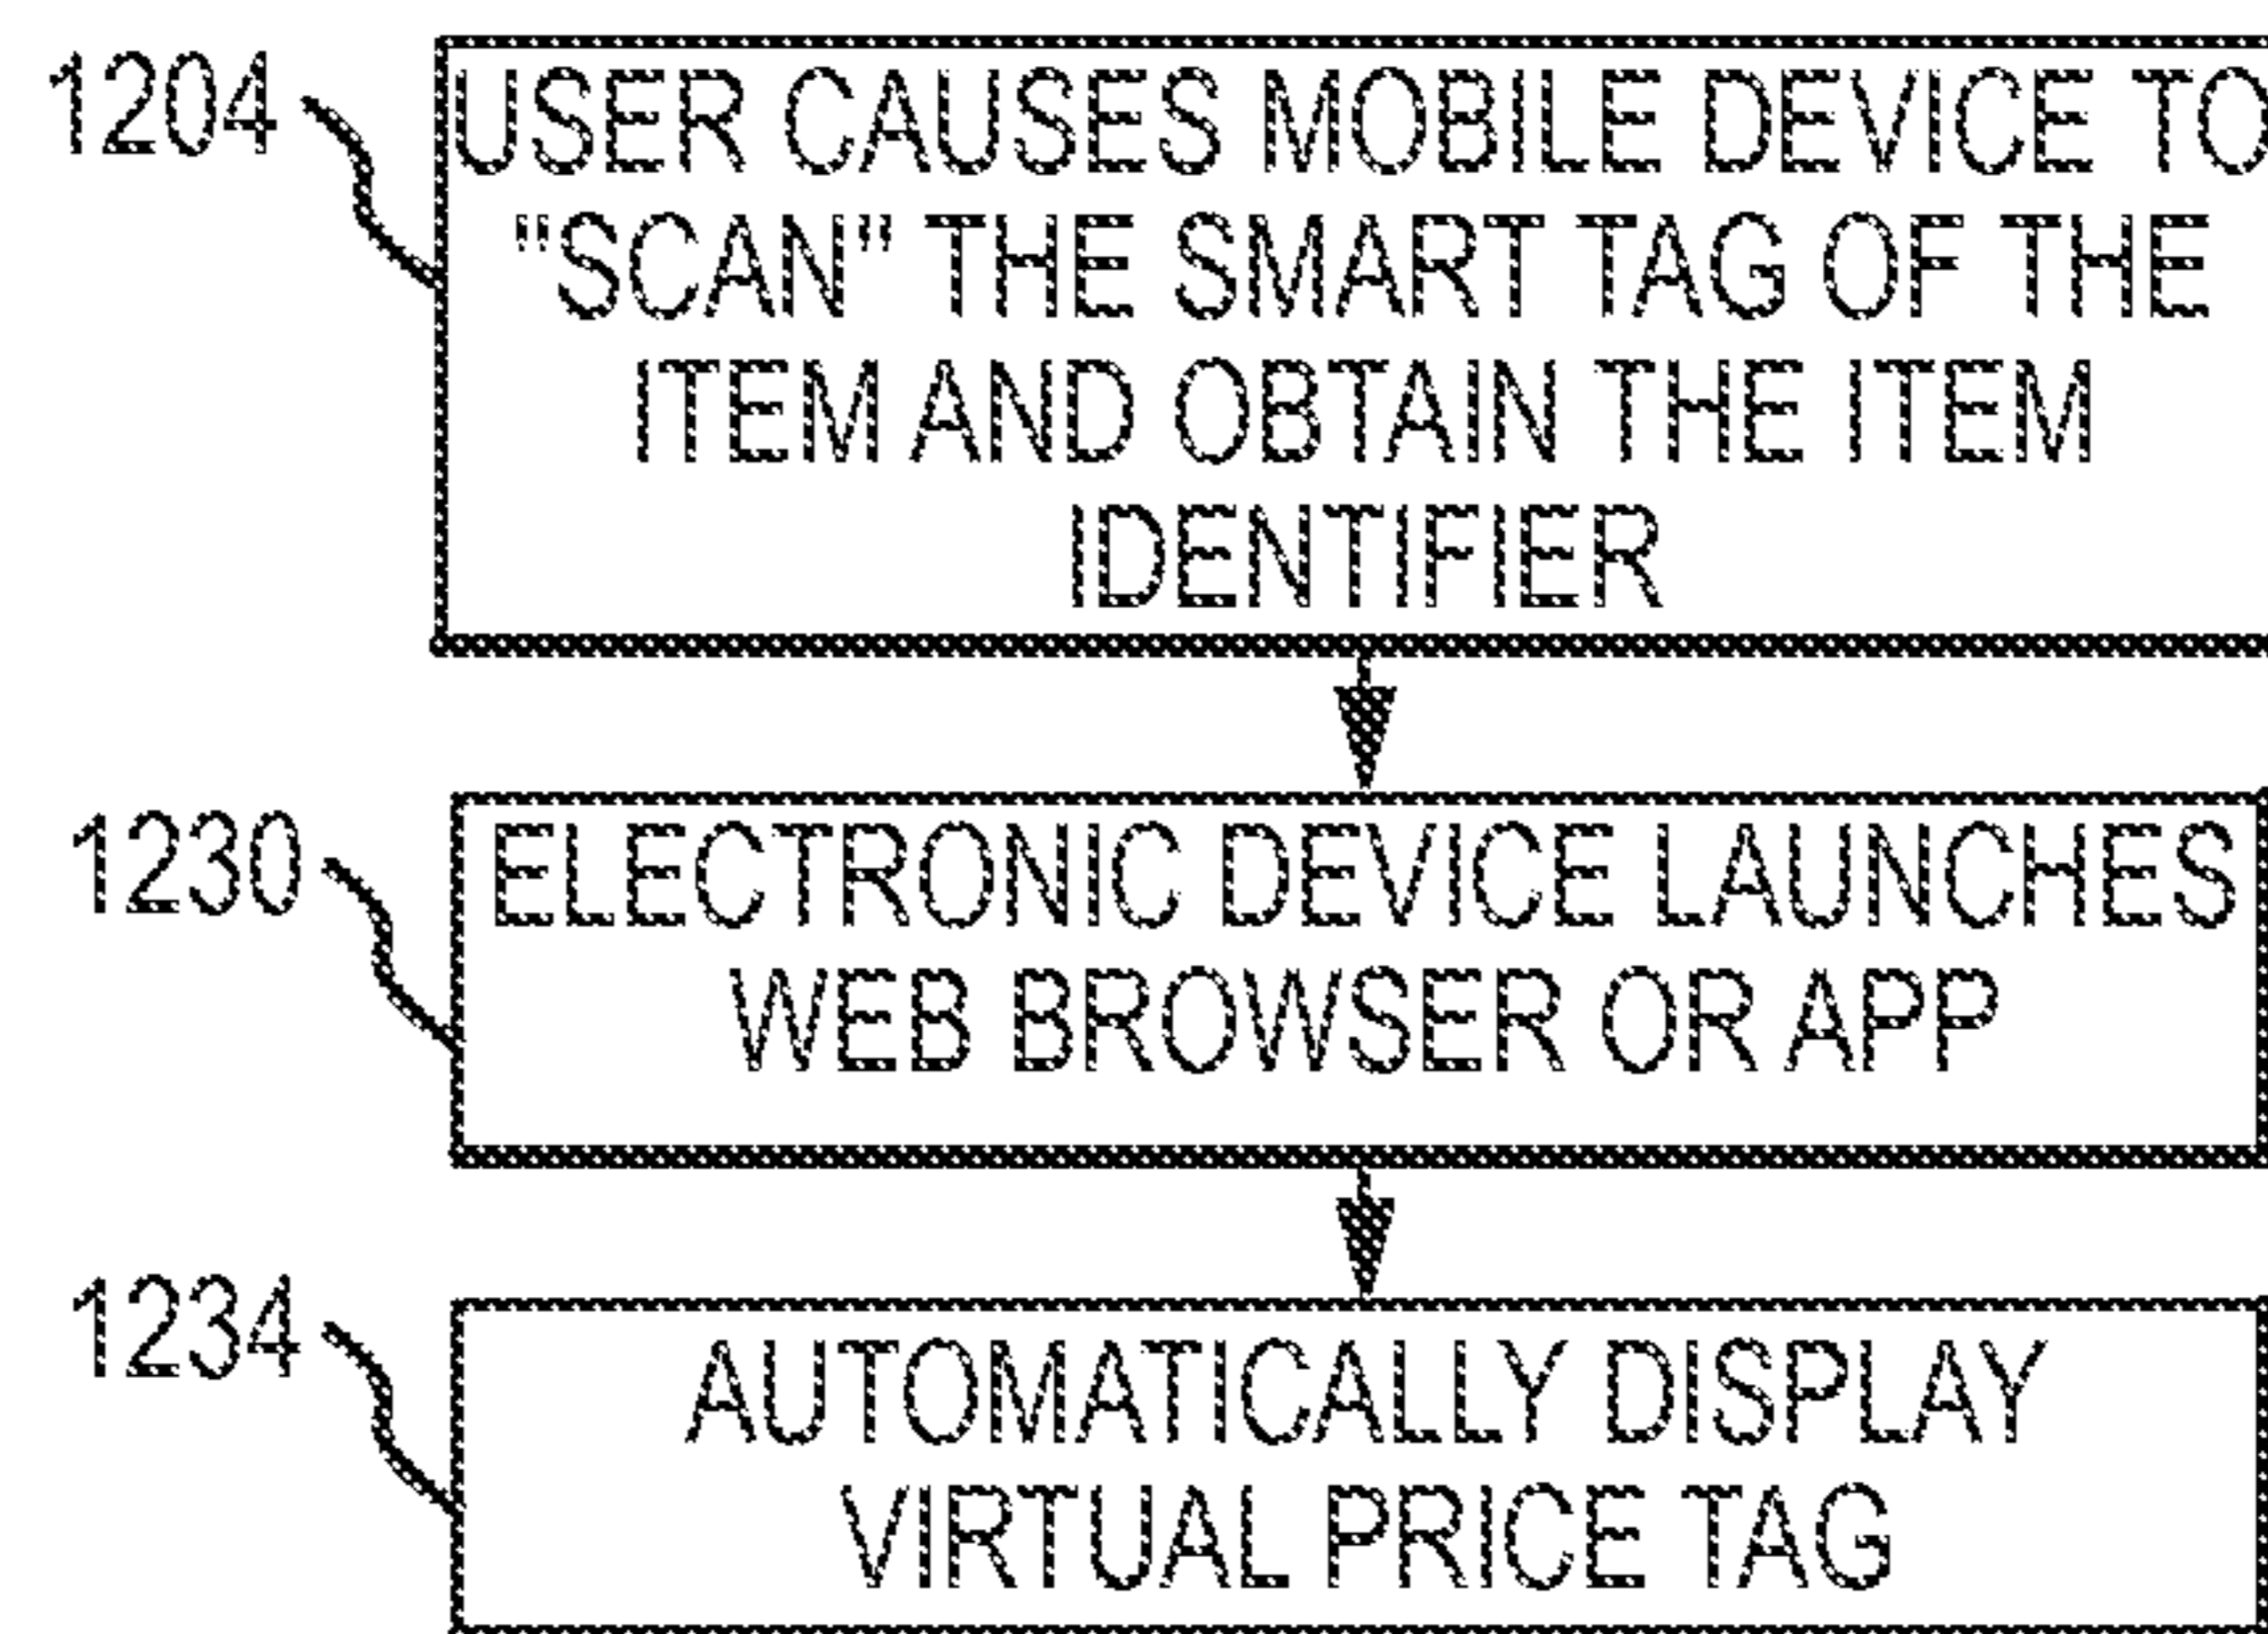 1204
USER CAUSES MOBILE DEVICE TO
"SCAN" THE SMART TAG OF THE
ITEM AND OBTAIN THE ITEM
IDENTIFIER
1230
ELECTRONIC DEVICE LAUNCHES
WEB BROWSER OR APP
1234
AUTOMATICALLY DISPLAY
VIRTUAL PRICE TAG